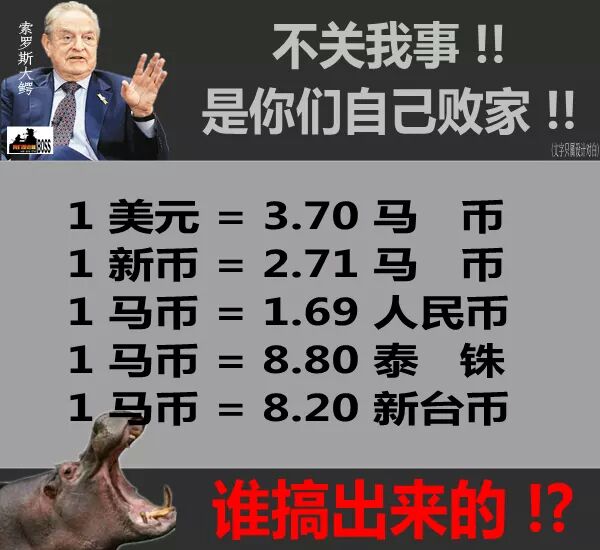 索罗斯大鳄
不关我事 !!
是你们自己败家 !!
(文字只属设计对白)
BOSS
1 美元 = 3.70 马 币
1 新币 = 2.71 马 币
1 马币 = 1.69 人民币
1 马币 = 8.80 泰 铢
1 马币 = 8.20 新台币
谁搞出来的 !?